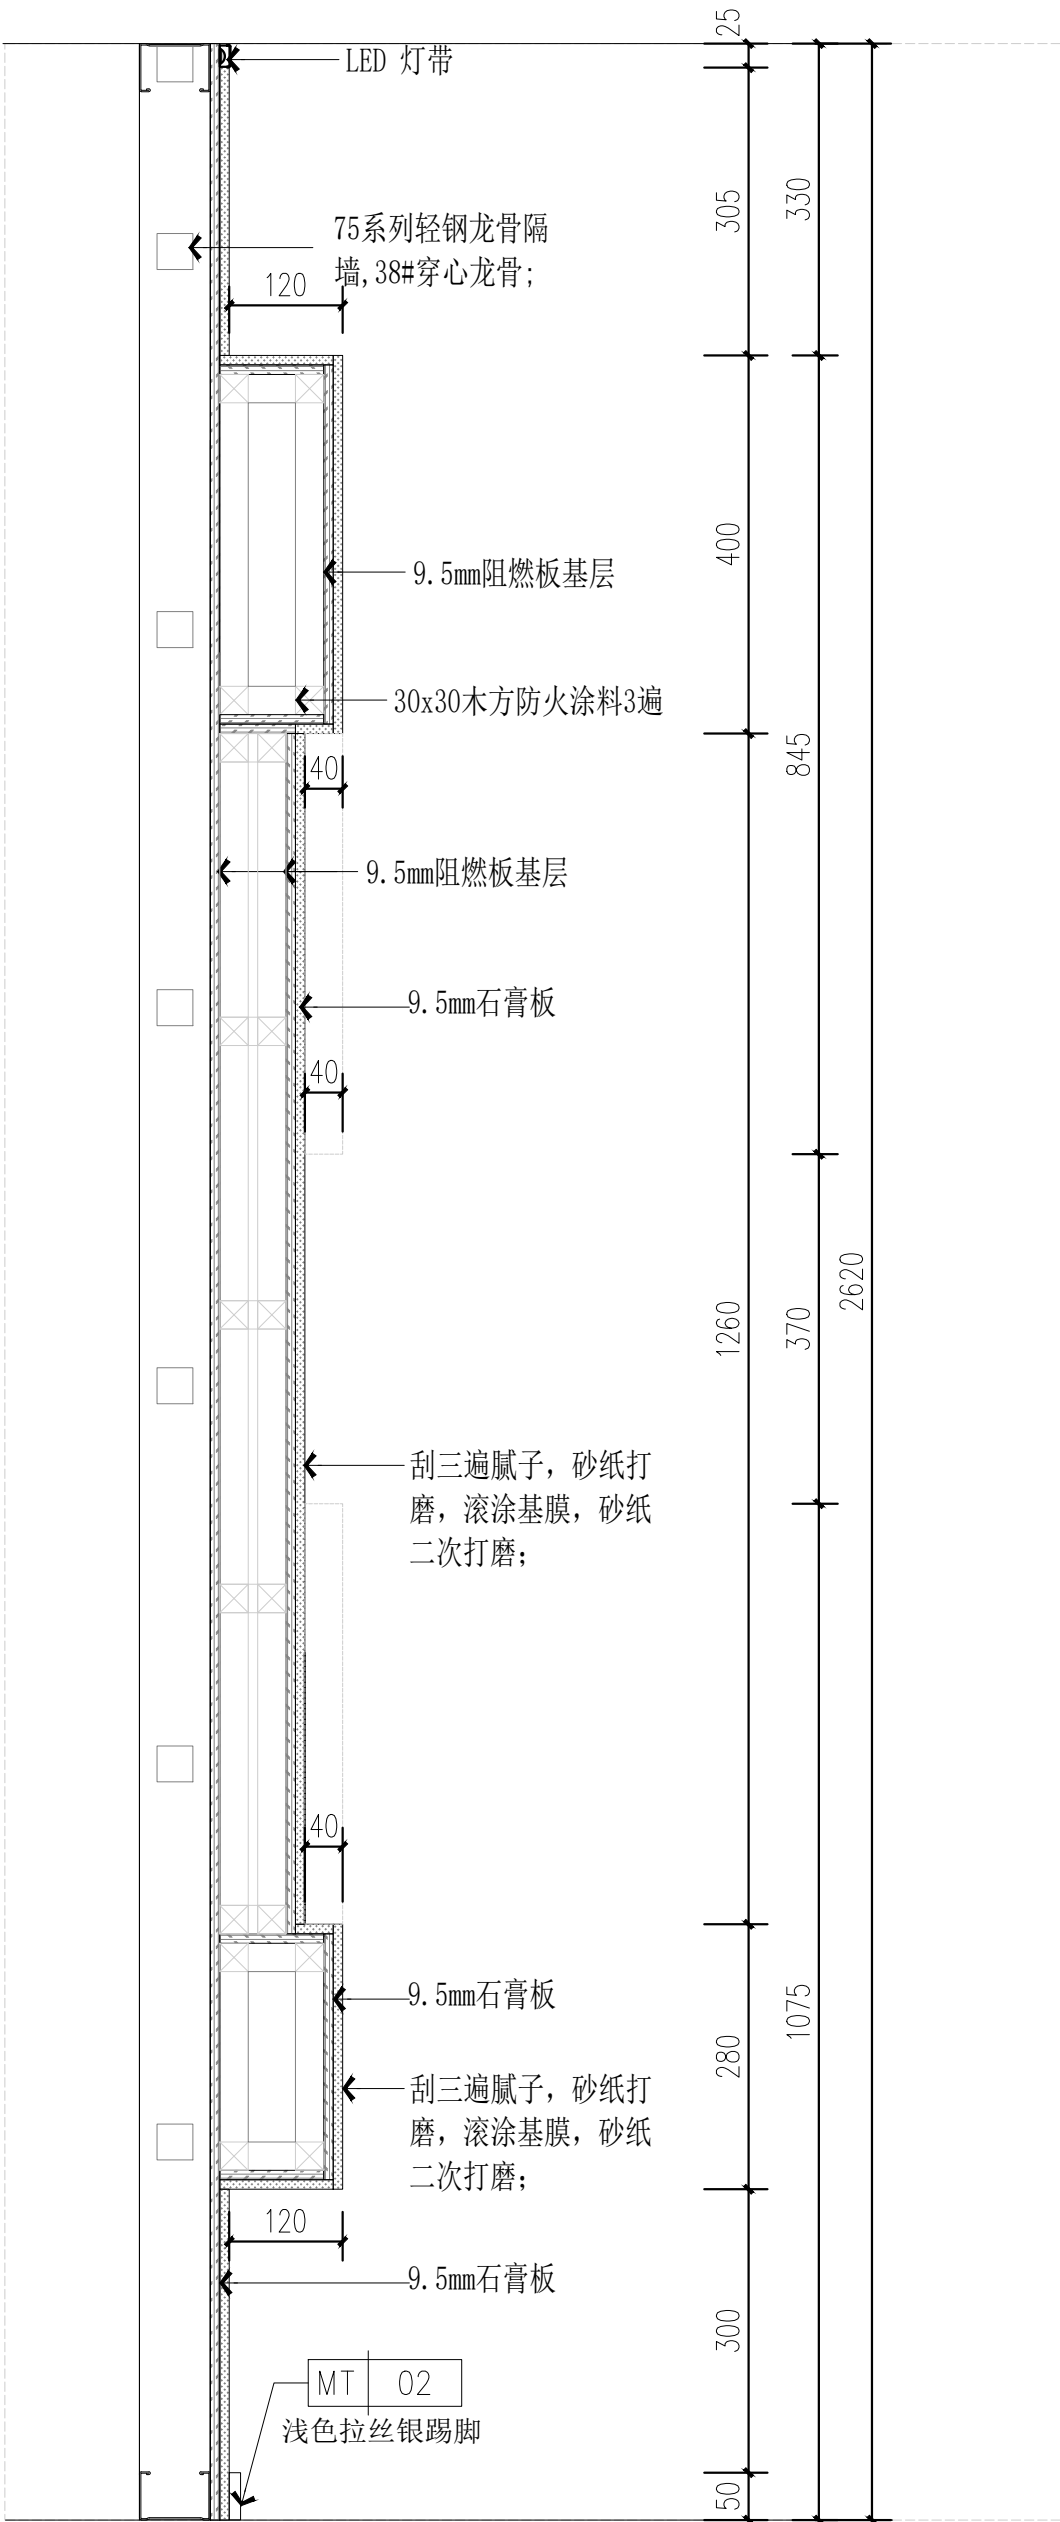 25
LED 灯带
305
330
75系列轻钢龙骨隔
墙,38#穿心龙骨;
120
400
9.5mm阻燃板基层
30x30木方防火涂料3遍
845
40
9.5mm阻燃板基层
9.5mm石膏板
40
2620
1260
370
刮三遍腻子，砂纸打
磨，滚涂基膜，砂纸
二次打磨；
40
9.5mm石膏板
1075
280
刮三遍腻子，砂纸打
磨，滚涂基膜，砂纸
二次打磨；
120
9.5mm石膏板
300
MT 02
浅色拉丝银踢脚
50